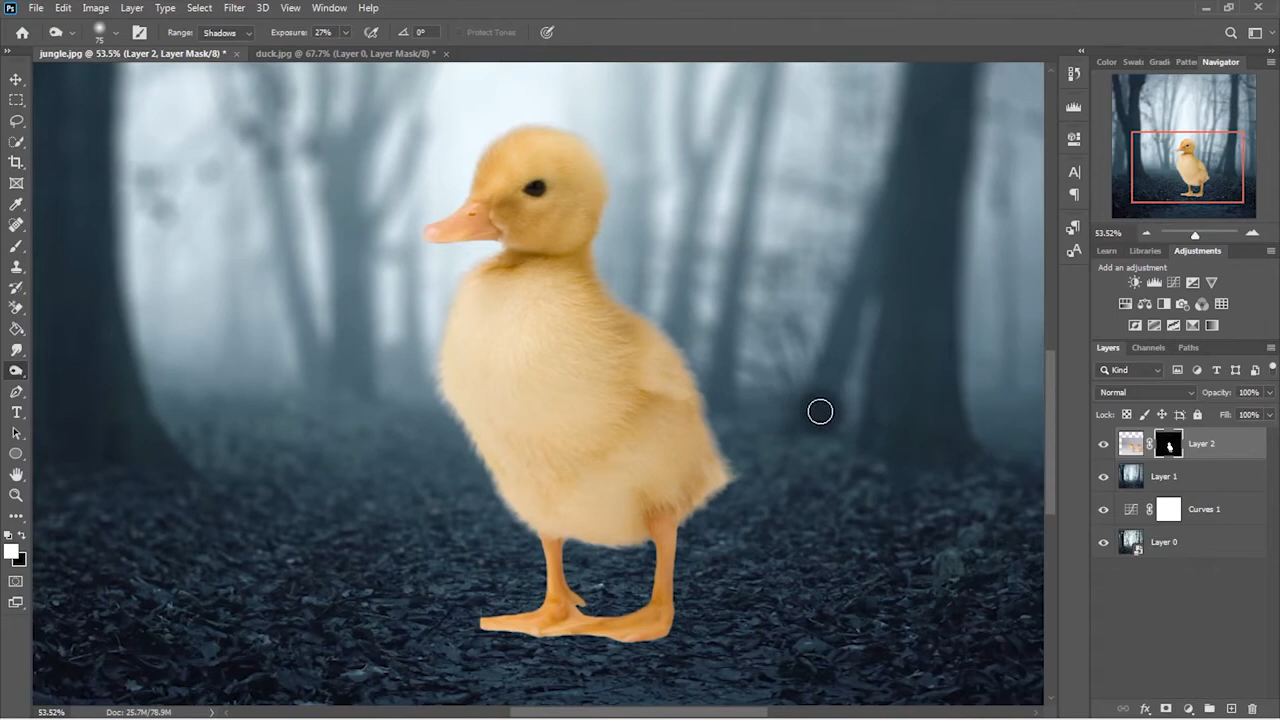 Ps File Edit Image Layer Type Select Filter 3D View Window Help
75 Range: Shadows Exposure: 27% 0° Protect Tones
jungle.jpg @ 53.5% (Layer 2, Layer Mask/8) * × duck.jpg @ 67.7% (Layer 0, Layer Mask/8) * ×
Color Swatc Gradi Patte Navigator
53.52%
Learn Libraries Adjustments
Add an adjustment
Layers Channels Paths
Kind
Normal Opacity: 100%
Lock: Fill: 100%
Layer 2
Layer 1
Curves 1
Layer 0
53.52% Doc: 25.7M/78.9M